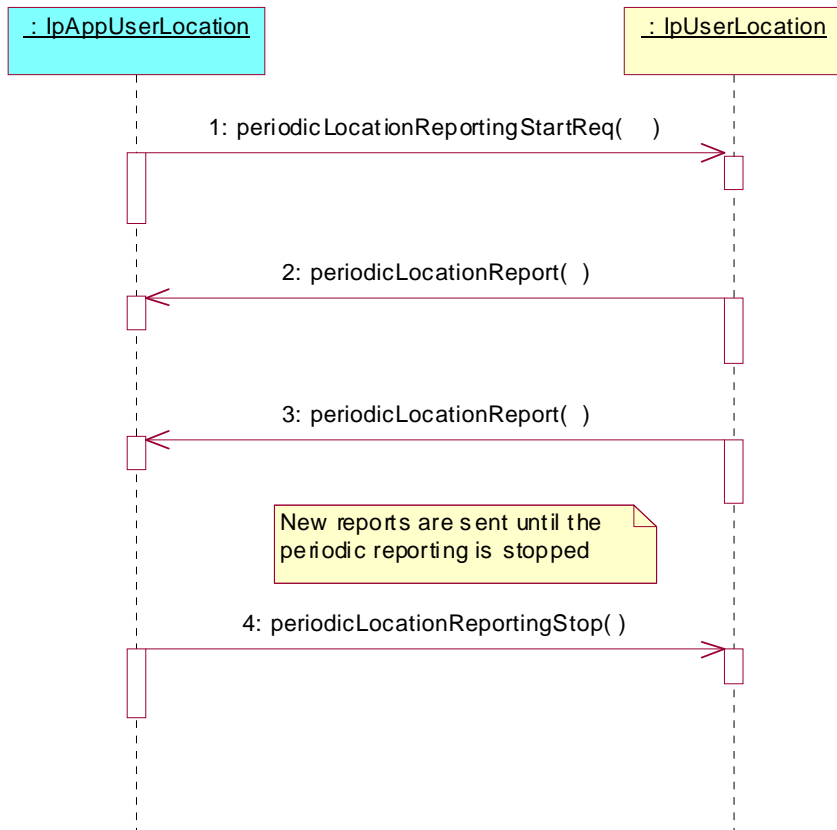 : IpAppUserLocation
: IpUserLocation
1: periodicLocationReportingStartReq( )
2: periodicLocationReport( )
3: periodicLocationReport( )
New reports are sent until the
periodic reporting is stopped
4: periodicLocationReportingStop( )